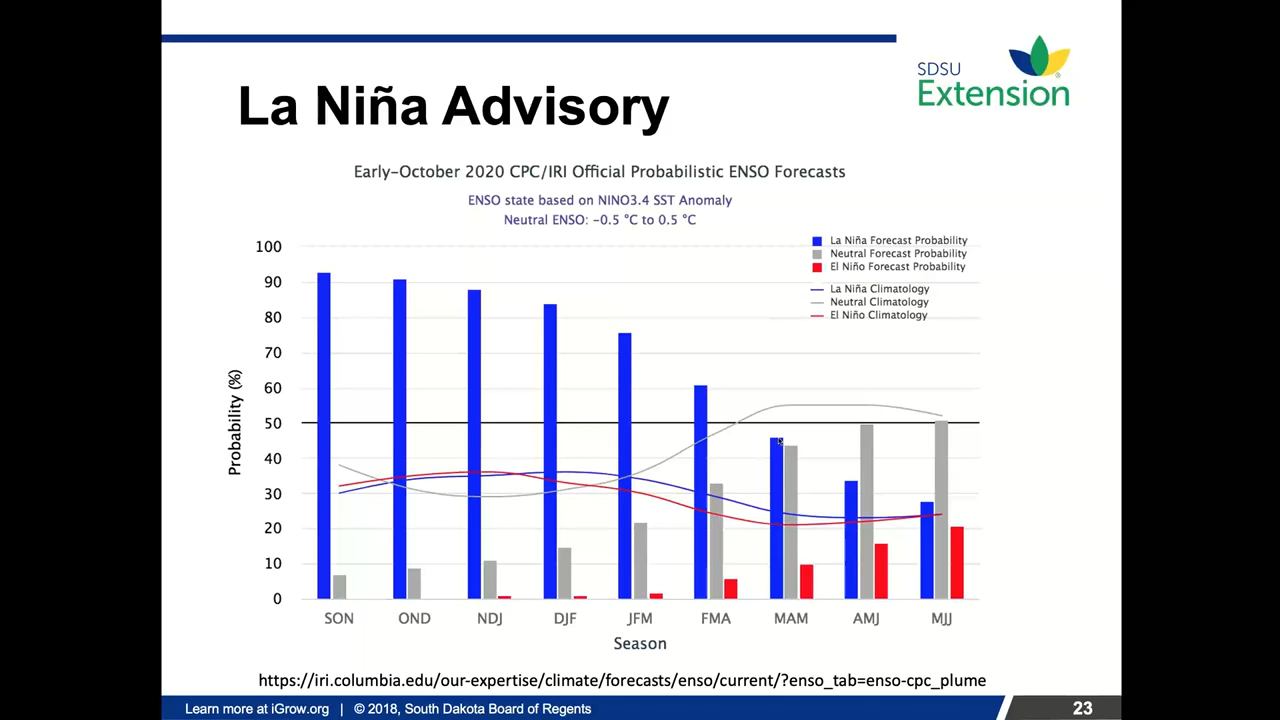 SDSU
Extension
La Niña Advisory
Early-October 2020 CPC/IRI Official Probabilistic ENSO Forecasts
ENSO state based on NINO3.4 SST Anomaly
Neutral ENSO: -0.5 °C to 0.5 °C
La Niña Forecast Probability
Neutral Forecast Probability
El Niño Forecast Probability
La Niña Climatology
Neutral Climatology
El Niño Climatology
Probability (%)
100
90
80
70
60
50
40
30
20
10
0
SON OND NDJ DJF JFM FMA MAM AMJ MJJ
Season
https://iri.columbia.edu/our-expertise/climate/forecasts/enso/current/?enso_tab=enso-cpc_plume
Learn more at iGrow.org | © 2018, South Dakota Board of Regents 23